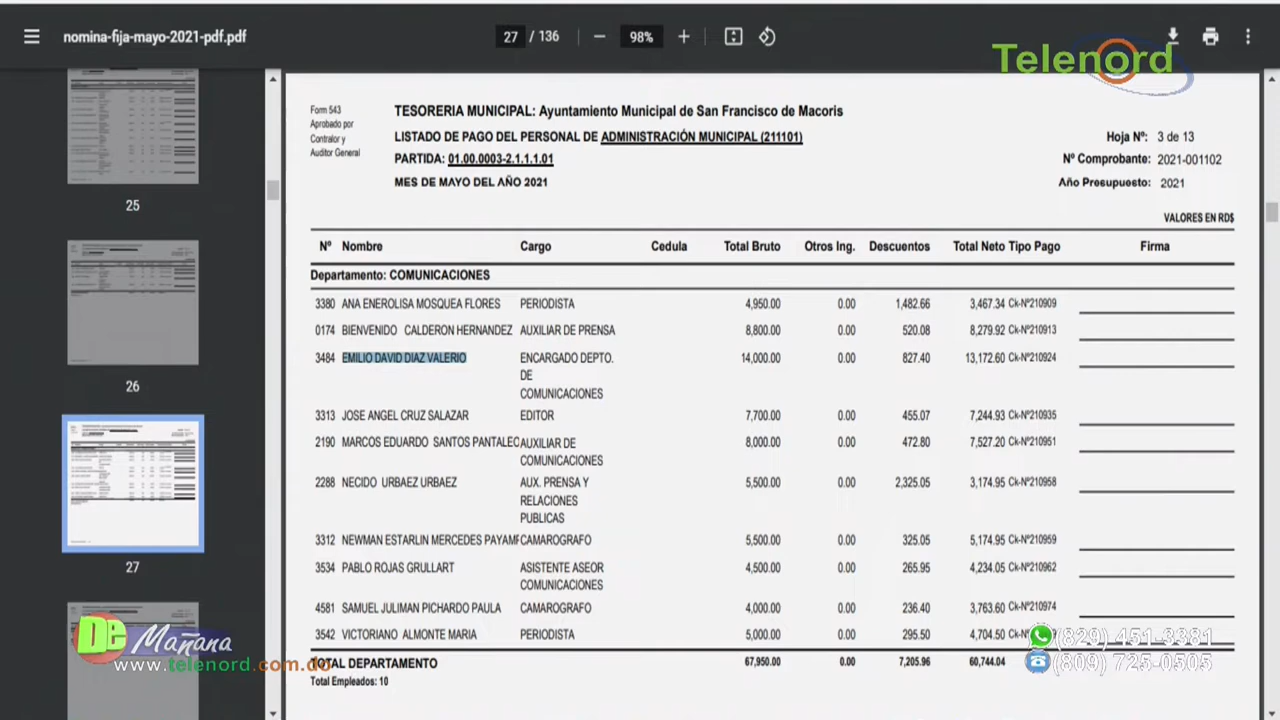 nomina-fija-mayo-2021-pdf.pdf
27 / 136
98%
Telenord
25
26
27
Form 543
Aprobado por
Contralor y
Auditor General
TESORERIA MUNICIPAL: Ayuntamiento Municipal de San Francisco de Macoris
LISTADO DE PAGO DEL PERSONAL DE ADMINISTRACIÓN MUNICIPAL (211101)
PARTIDA: 01.00.0003-2.1.1.1.01
MES DE MAYO DEL AÑO 2021
Hoja Nº: 3 de 13
Nº Comprobante: 2021-001102
Año Presupuesto: 2021
VALORES EN RD$
Nº Nombre Cargo Cedula Total Bruto Otros Ing. Descuentos Total Neto Tipo Pago Firma
Departamento: COMUNICACIONES
3380 ANA ENEROLISA MOSQUEA FLORES PERIODISTA 4,950.00 0.00 1,482.66 3,467.34 Ck-Nº210909
0174 BIENVENIDO CALDERON HERNANDEZ AUXILIAR DE PRENSA 8,800.00 0.00 520.08 8,279.92 Ck-Nº210913
3484 EMILIO DAVID DIAZ VALERIO ENCARGADO DEPTO. 14,000.00 0.00 827.40 13,172.60 Ck-Nº210924
DE
COMUNICACIONES
3313 JOSE ANGEL CRUZ SALAZAR EDITOR 7,700.00 0.00 455.07 7,244.93 Ck-Nº210935
2190 MARCOS EDUARDO SANTOS PANTALEC AUXILIAR DE 8,000.00 0.00 472.80 7,527.20 Ck-Nº210951
COMUNICACIONES
2288 NECIDO URBAEZ URBAEZ AUX. PRENSA Y 5,500.00 0.00 2,325.05 3,174.95 Ck-Nº210958
RELACIONES
PUBLICAS
3312 NEWMAN ESTARLIN MERCEDES PAYAMF CAMAROGRAFO 5,500.00 0.00 325.05 5,174.95 Ck-Nº210959
3534 PABLO ROJAS GRULLART ASISTENTE ASEOR 4,500.00 0.00 265.95 4,234.05 Ck-Nº210962
COMUNICACIONES
4581 SAMUEL JULIMAN PICHARDO PAULA CAMAROGRAFO 4,000.00 0.00 236.40 3,763.60 Ck-Nº210974
3542 VICTORIANO ALMONTE MARIA PERIODISTA 5,000.00 0.00 295.50 4,704.50 Ck-Nº
TOTAL DEPARTAMENTO 67,950.00 0.00 7,205.96 60,744.04
Total Empleados: 10
De Mañana
www.telenord.com.do
(829) 451-3381
(809) 725-0505